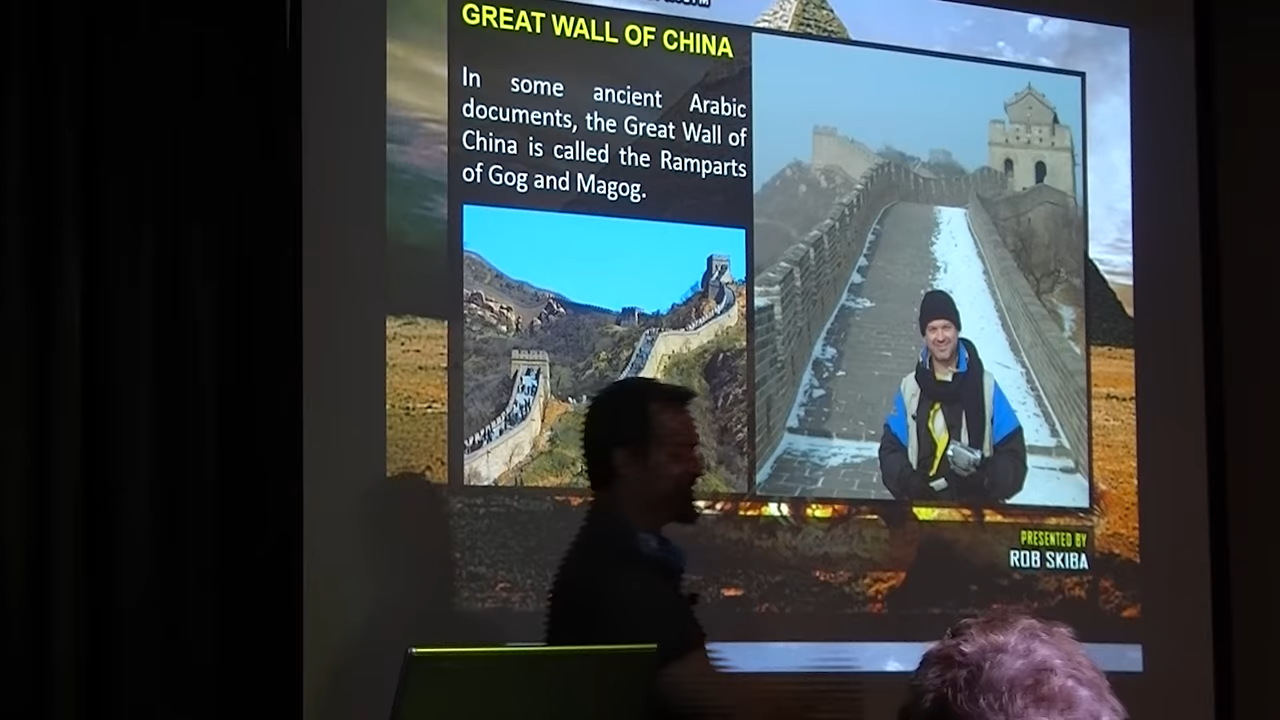 GREAT WALL OF CHINA
In some ancient Arabic
documents, the Great Wall of
China is called the Ramparts
of Gog and Magog.
PRESENTED BY
ROB SKIBA